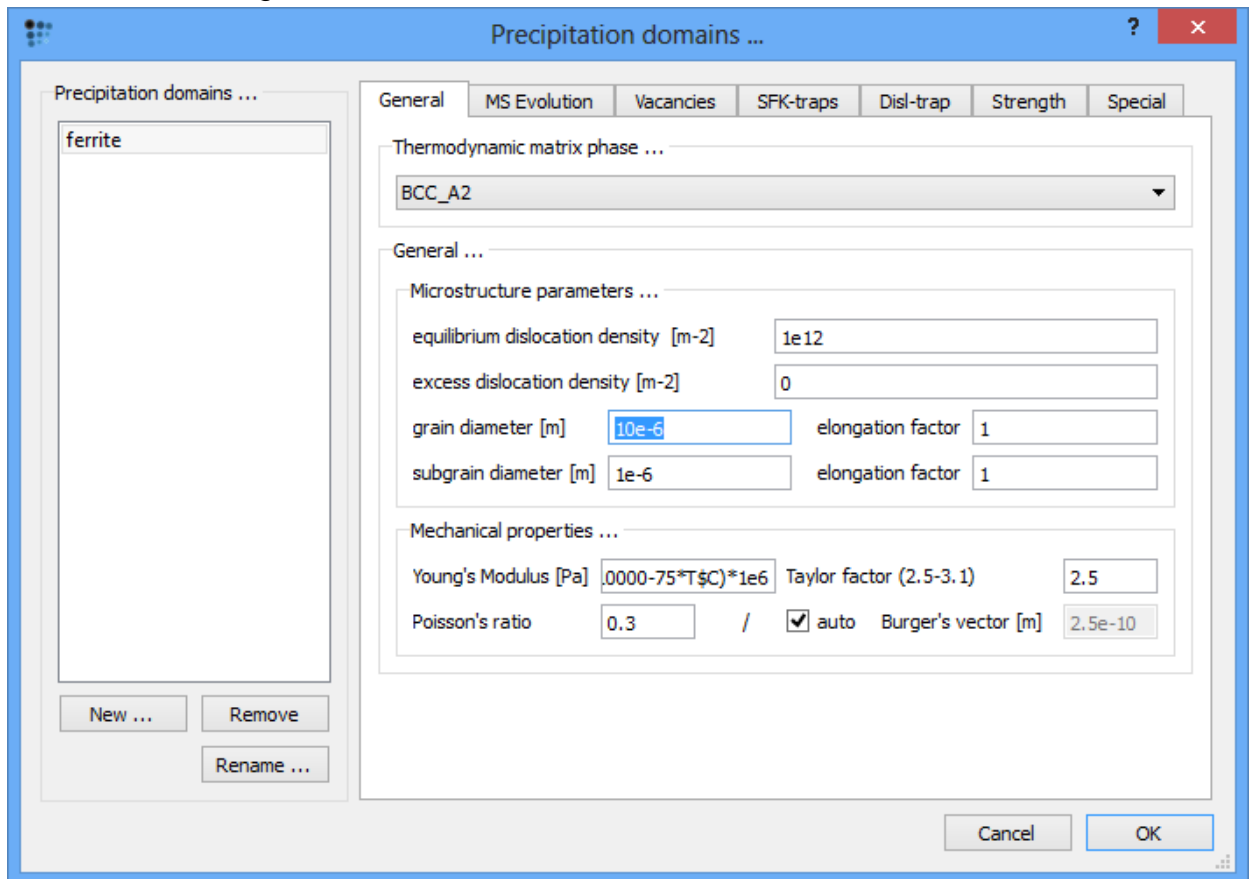 Precipitation domains ...
?
×
Precipitation domains ...
ferrite
New ...
Remove
Rename ...
General
MS Evolution
Vacancies
SFK-traps
Disl-trap
Strength
Special
Thermodynamic matrix phase ...
BCC_A2
General ...
Microstructure parameters ...
equilibrium dislocation density [m-2] 1e12
excess dislocation density [m-2] 0
grain diameter [m] 10e-6 elongation factor 1
subgrain diameter [m] 1e-6 elongation factor 1
Mechanical properties ...
Young's Modulus [Pa] .0000-75*T$C)*1e6 Taylor factor (2.5-3.1) 2.5
Poisson's ratio 0.3 / auto Burger's vector [m] 2.5e-10
Cancel
OK